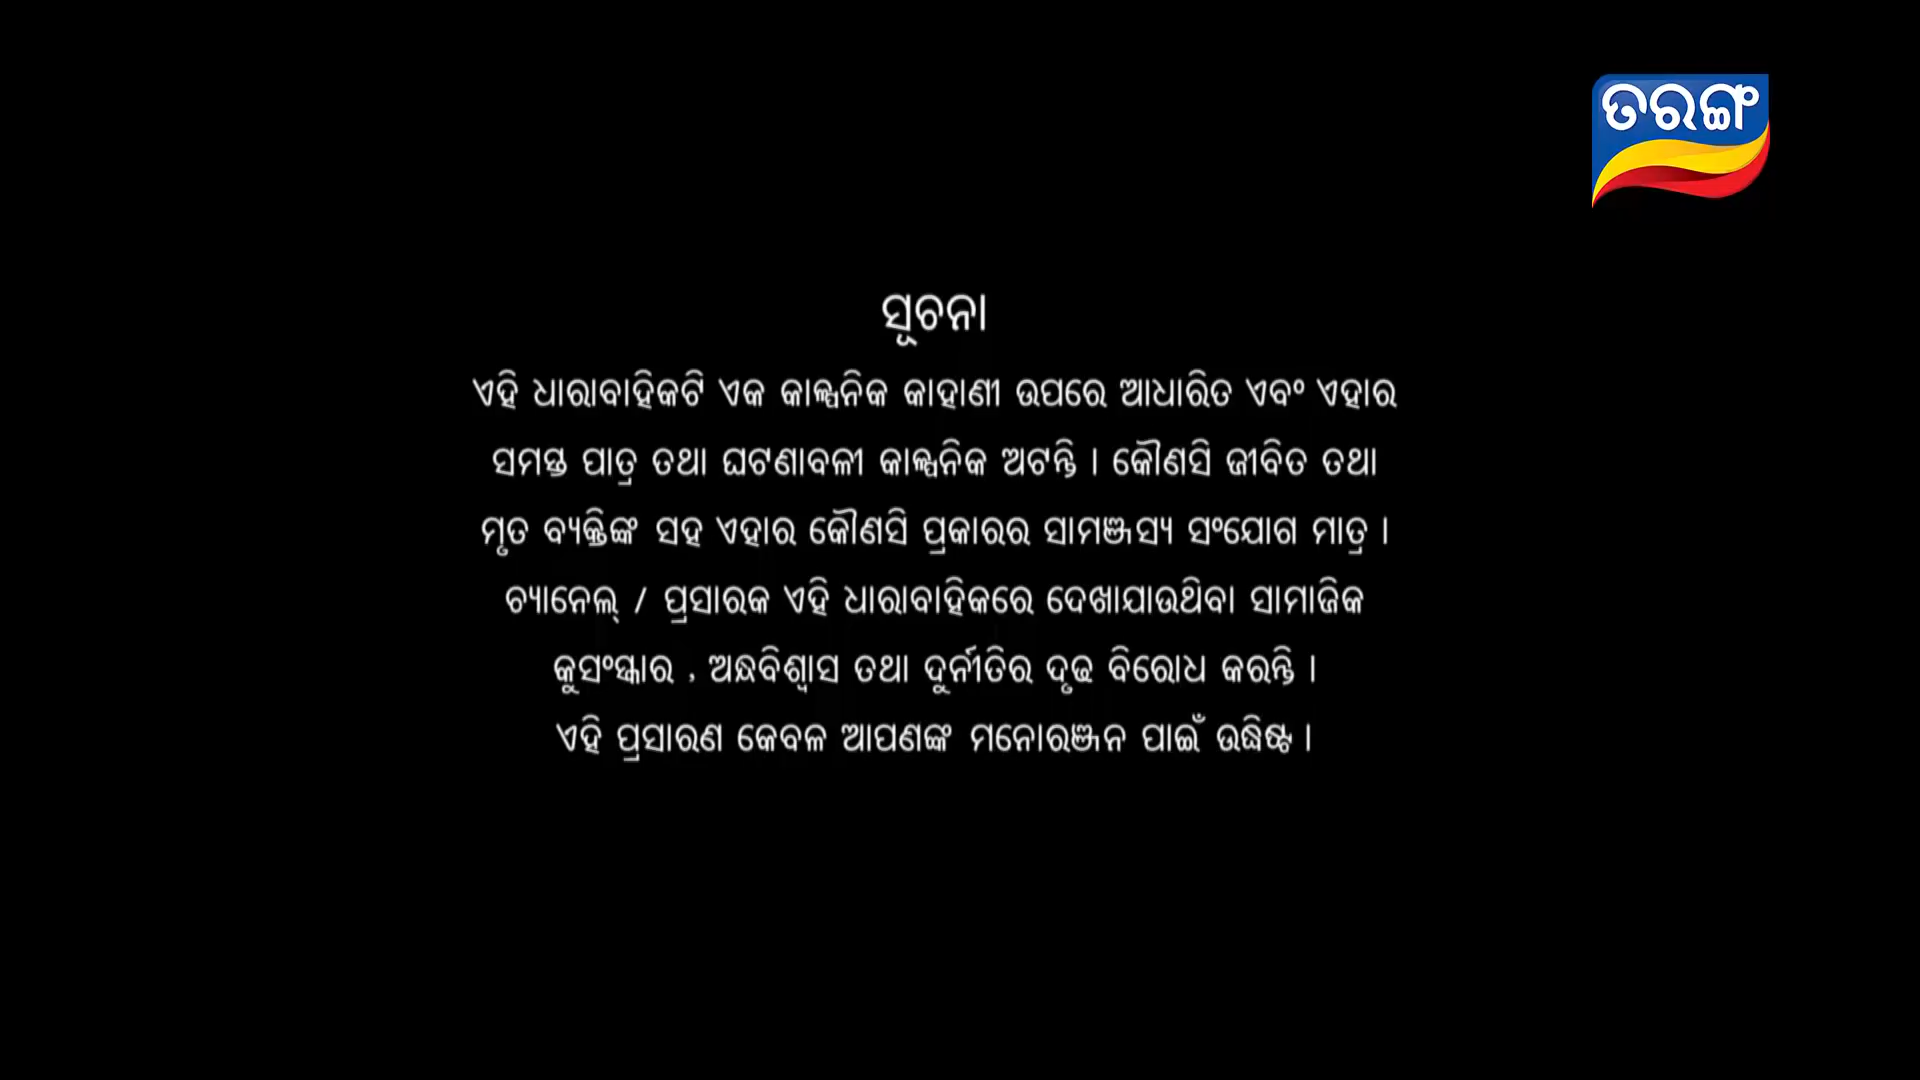 ତରଙ୍ଗ
ସୂଚନା
ଏହି ଧାରାବାହିକଟି ଏକ କାଳ୍ପନିକ କାହାଣୀ ଉପରେ ଆଧାରିତ ଏବଂ ଏହାର
ସମସ୍ତ ପାତ୍ର ତଥା ଘଟଣାବଳୀ କାଳ୍ପନିକ ଅଟନ୍ତି । କୌଣସି ଜୀବିତ ତଥା
ମୃତ ବ୍ୟକ୍ତିଙ୍କ ସହ ଏହାର କୌଣସି ପ୍ରକାରର ସାମଞ୍ଜସ୍ୟ ସଂଯୋଗ ମାତ୍ର ।
ଚ୍ୟାନେଲ୍ / ପ୍ରସାରକ ଏହି ଧାରାବାହିକରେ ଦେଖାଯାଉଥିବା ସାମାଜିକ
କୁସଂସ୍କାର , ଅନ୍ଧବିଶ୍ୱାସ ତଥା ଦୁର୍ନୀତିର ଦୃଢ ବିରୋଧ କରନ୍ତି ।
ଏହି ପ୍ରସାରଣ କେବଳ ଆପଣଙ୍କ ମନୋରଞ୍ଜନ ପାଇଁ ଉଦ୍ଧିଷ୍ଟ ।